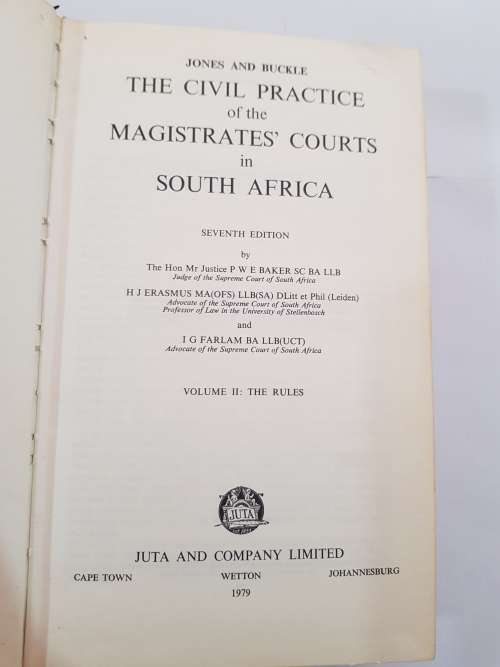 JONES AND BUCKLE
THE CIVIL PRACTICE
of the
MAGISTRATES' COURTS
in
SOUTH AFRICA
SEVENTH EDITION
by
The Hon Mr Justice P W E BAKER SC BA LLB
Judge of the Supreme Court of South Africa
H J ERASMUS MA(OFS) LLB(SA) DLitt et Phil (Leiden)
Advocate of the Supreme Court of South Africa
Professor of Law in the University of Stellenbosch
and
I G FARLAM BA LLB(UCT)
Advocate of the Supreme Court of South Africa
VOLUME II: THE RULES
JUTA
JUTA AND COMPANY LIMITED
CAPE TOWN WETTON JOHANNESBURG
1979